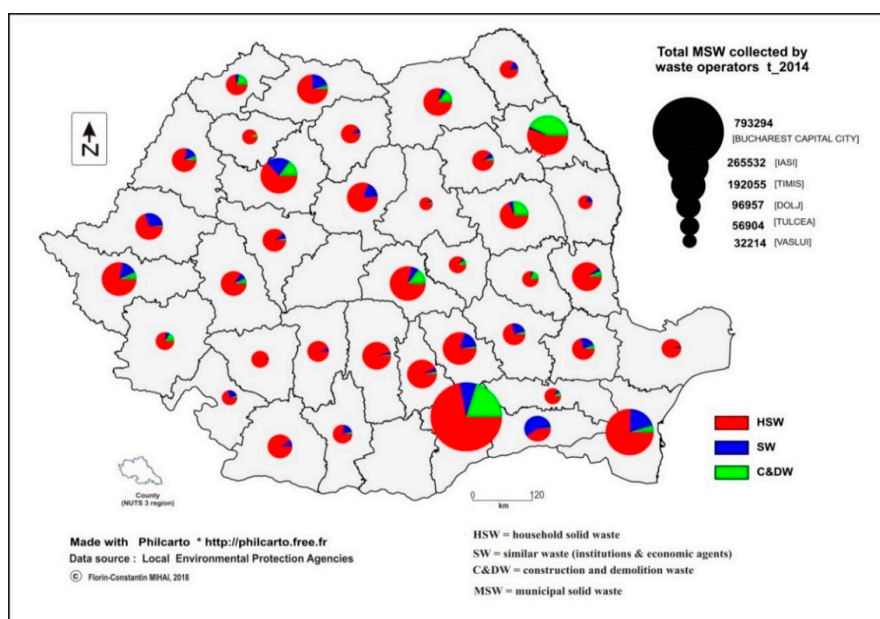 Total MSW collected by
waste operators t_2014
N
793294
[BUCHAREST CAPITAL CITY]
265532 [IASI]
192055 [TIMIS]
96957 [DOLJ]
56904 [TULCEA]
32214 [VASLUI]
HSW
SW
C&DW
County
(NUTS 3 region)
0 120
km
Made with Philcarto * http://philcarto.free.fr
Data source : Local Environmental Protection Agencies
© Florin-Constantin MIHAI, 2018
HSW = household solid waste
SW = similar waste (institutions & economic agents)
C&DW = construction and demolition waste
MSW = municipal solid waste